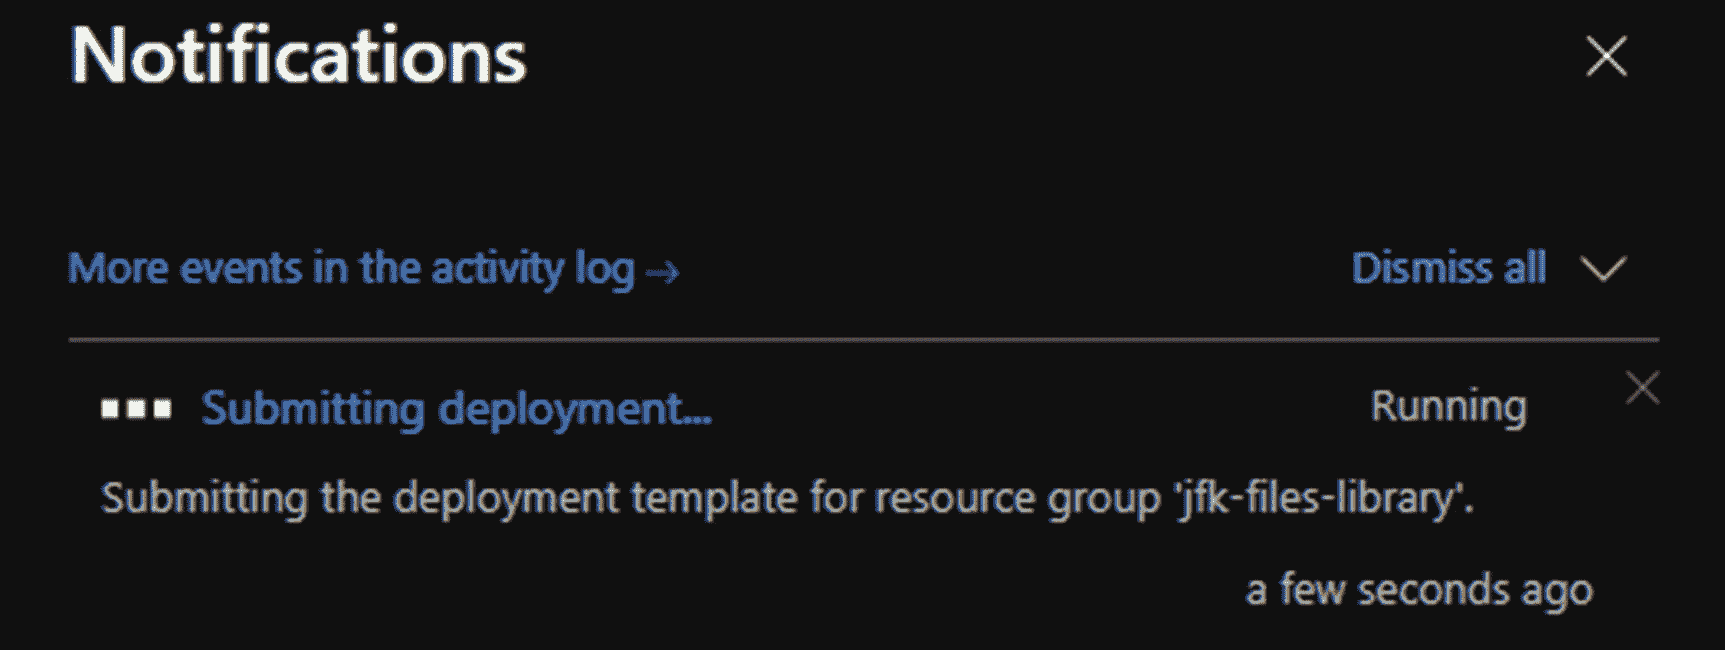 Notifications
More events in the activity log → Dismiss all
Submitting deployment... Running
Submitting the deployment template for resource group 'jfk-files-library'.
a few seconds ago